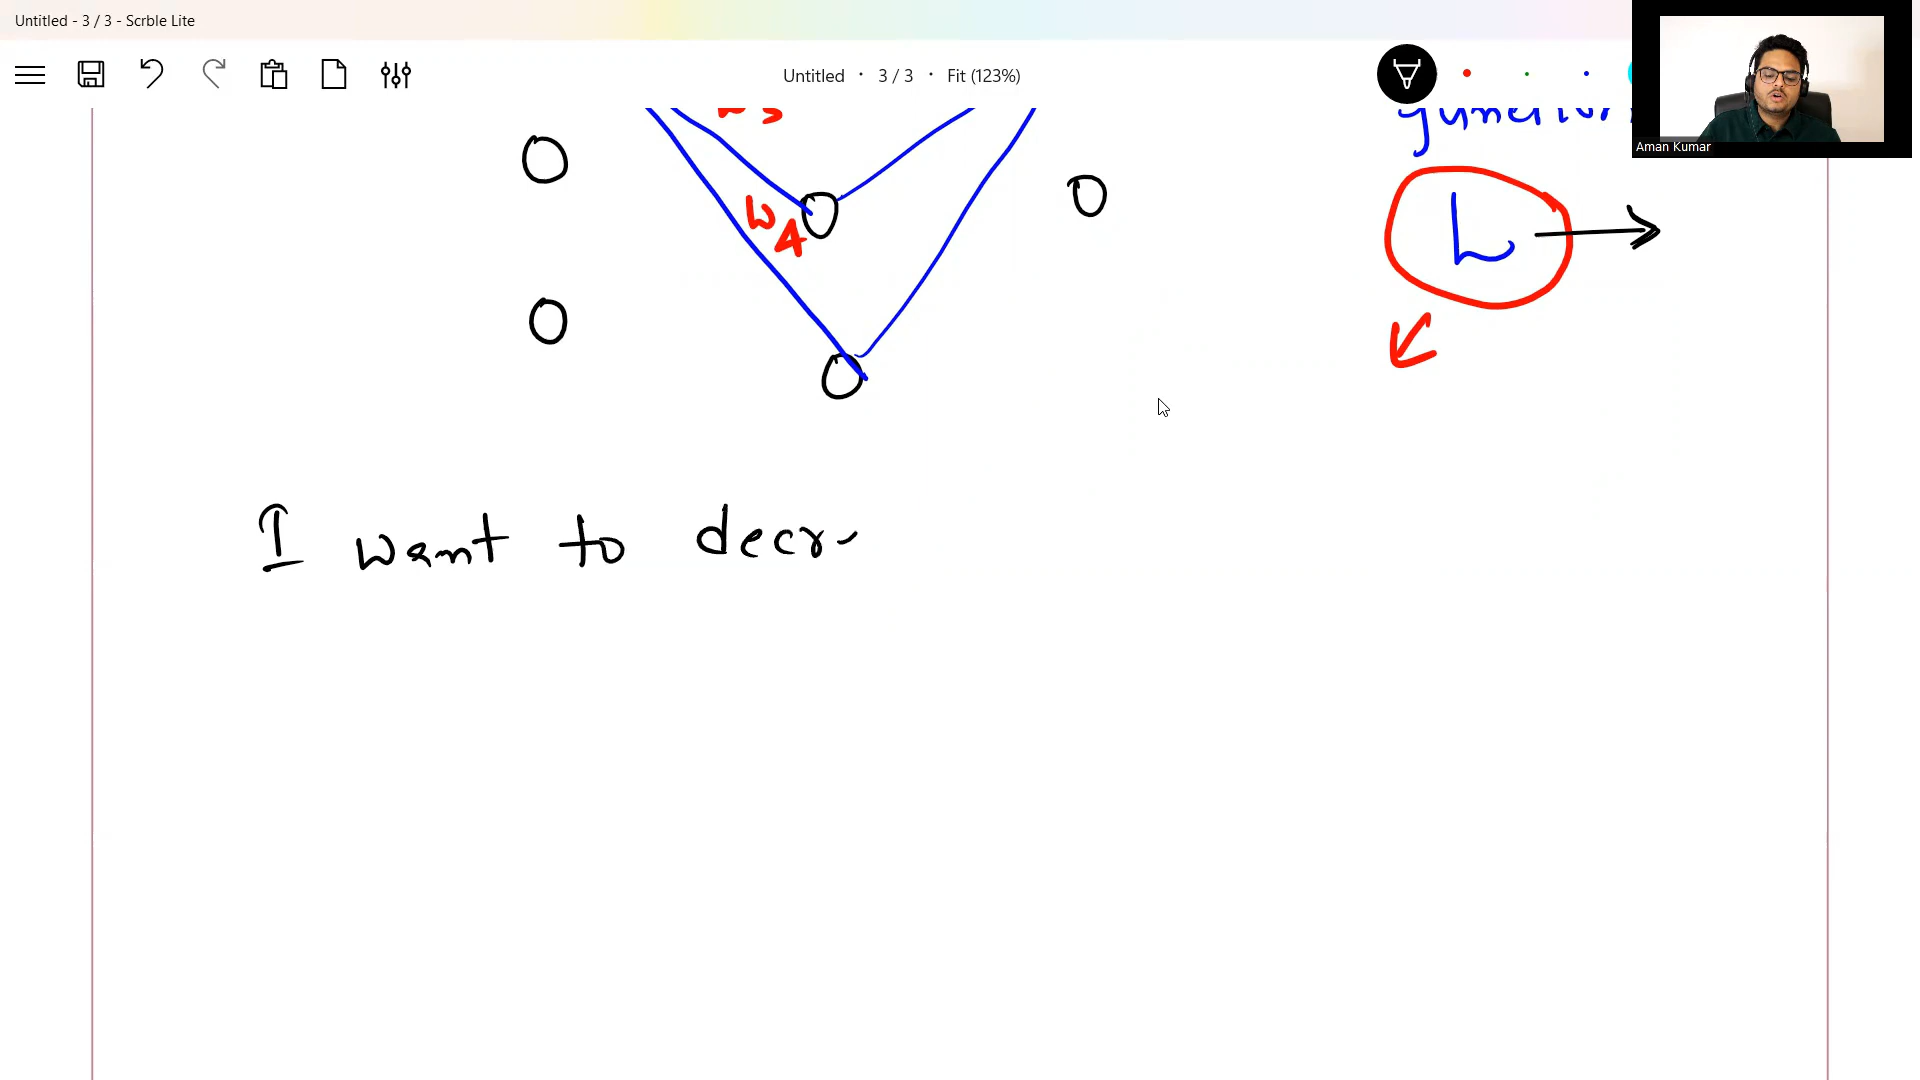 Untitled - 3 / 3 - Scrble Lite
Untitled • 3 / 3 • Fit (123%)
Aman Kumar
W4
L
I want to decr